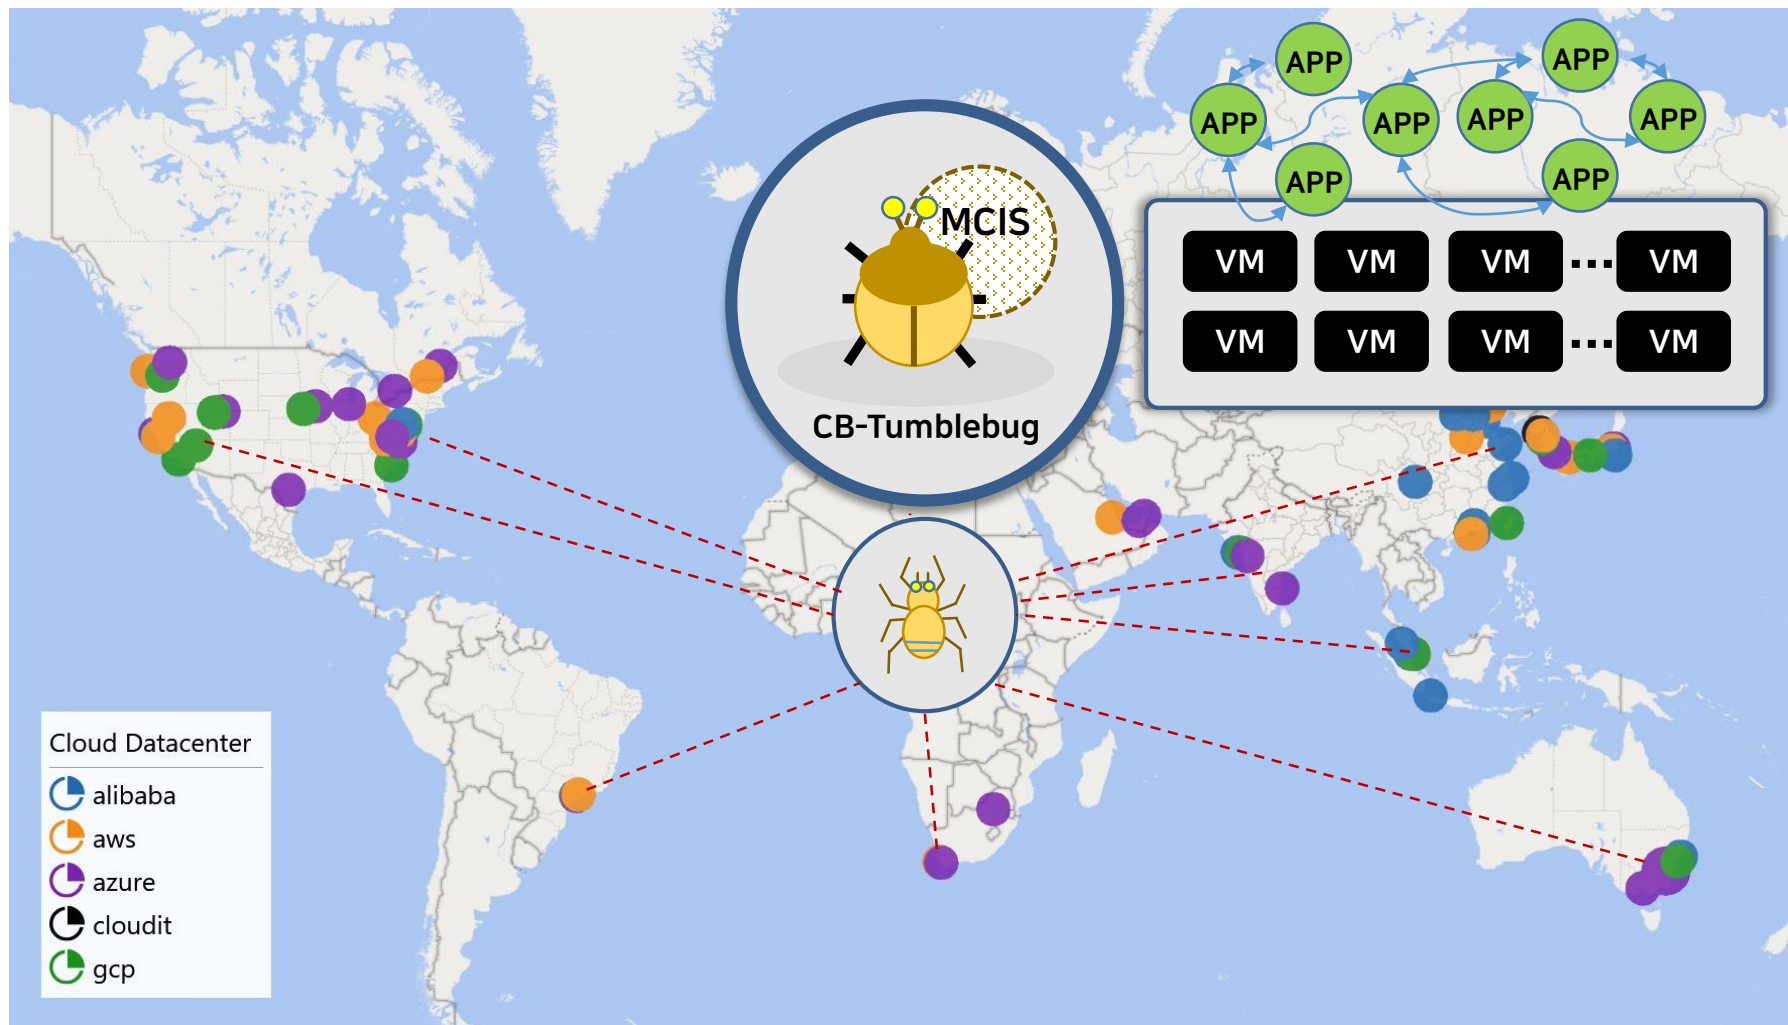 APP
APP
APP
APP
APP
APP
APP
APP
MCIS
CB-Tumblebug
VM VM VM ... VM
VM VM VM ... VM
Cloud Datacenter
alibaba
aws
azure
cloudit
gcp